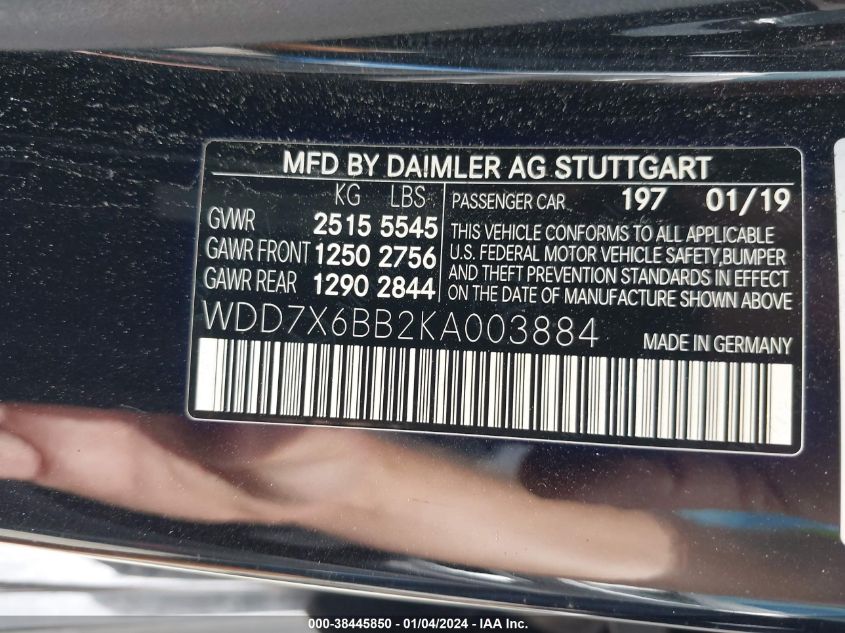 MFD BY DAIMLER AG STUTTGART
KG LBS
GVWR 2515 5545
GAWR FRONT 1250 2756
GAWR REAR 1290 2844
PASSENGER CAR 197 01/19
THIS VEHICLE CONFORMS TO ALL APPLICABLE
U.S. FEDERAL MOTOR VEHICLE SAFETY,BUMPER
AND THEFT PREVENTION STANDARDS IN EFFECT
ON THE DATE OF MANUFACTURE SHOWN ABOVE
WDD7X6BB2KA003884 MADE IN GERMANY
000-38445850 - 01/04/2024 - IAA Inc.